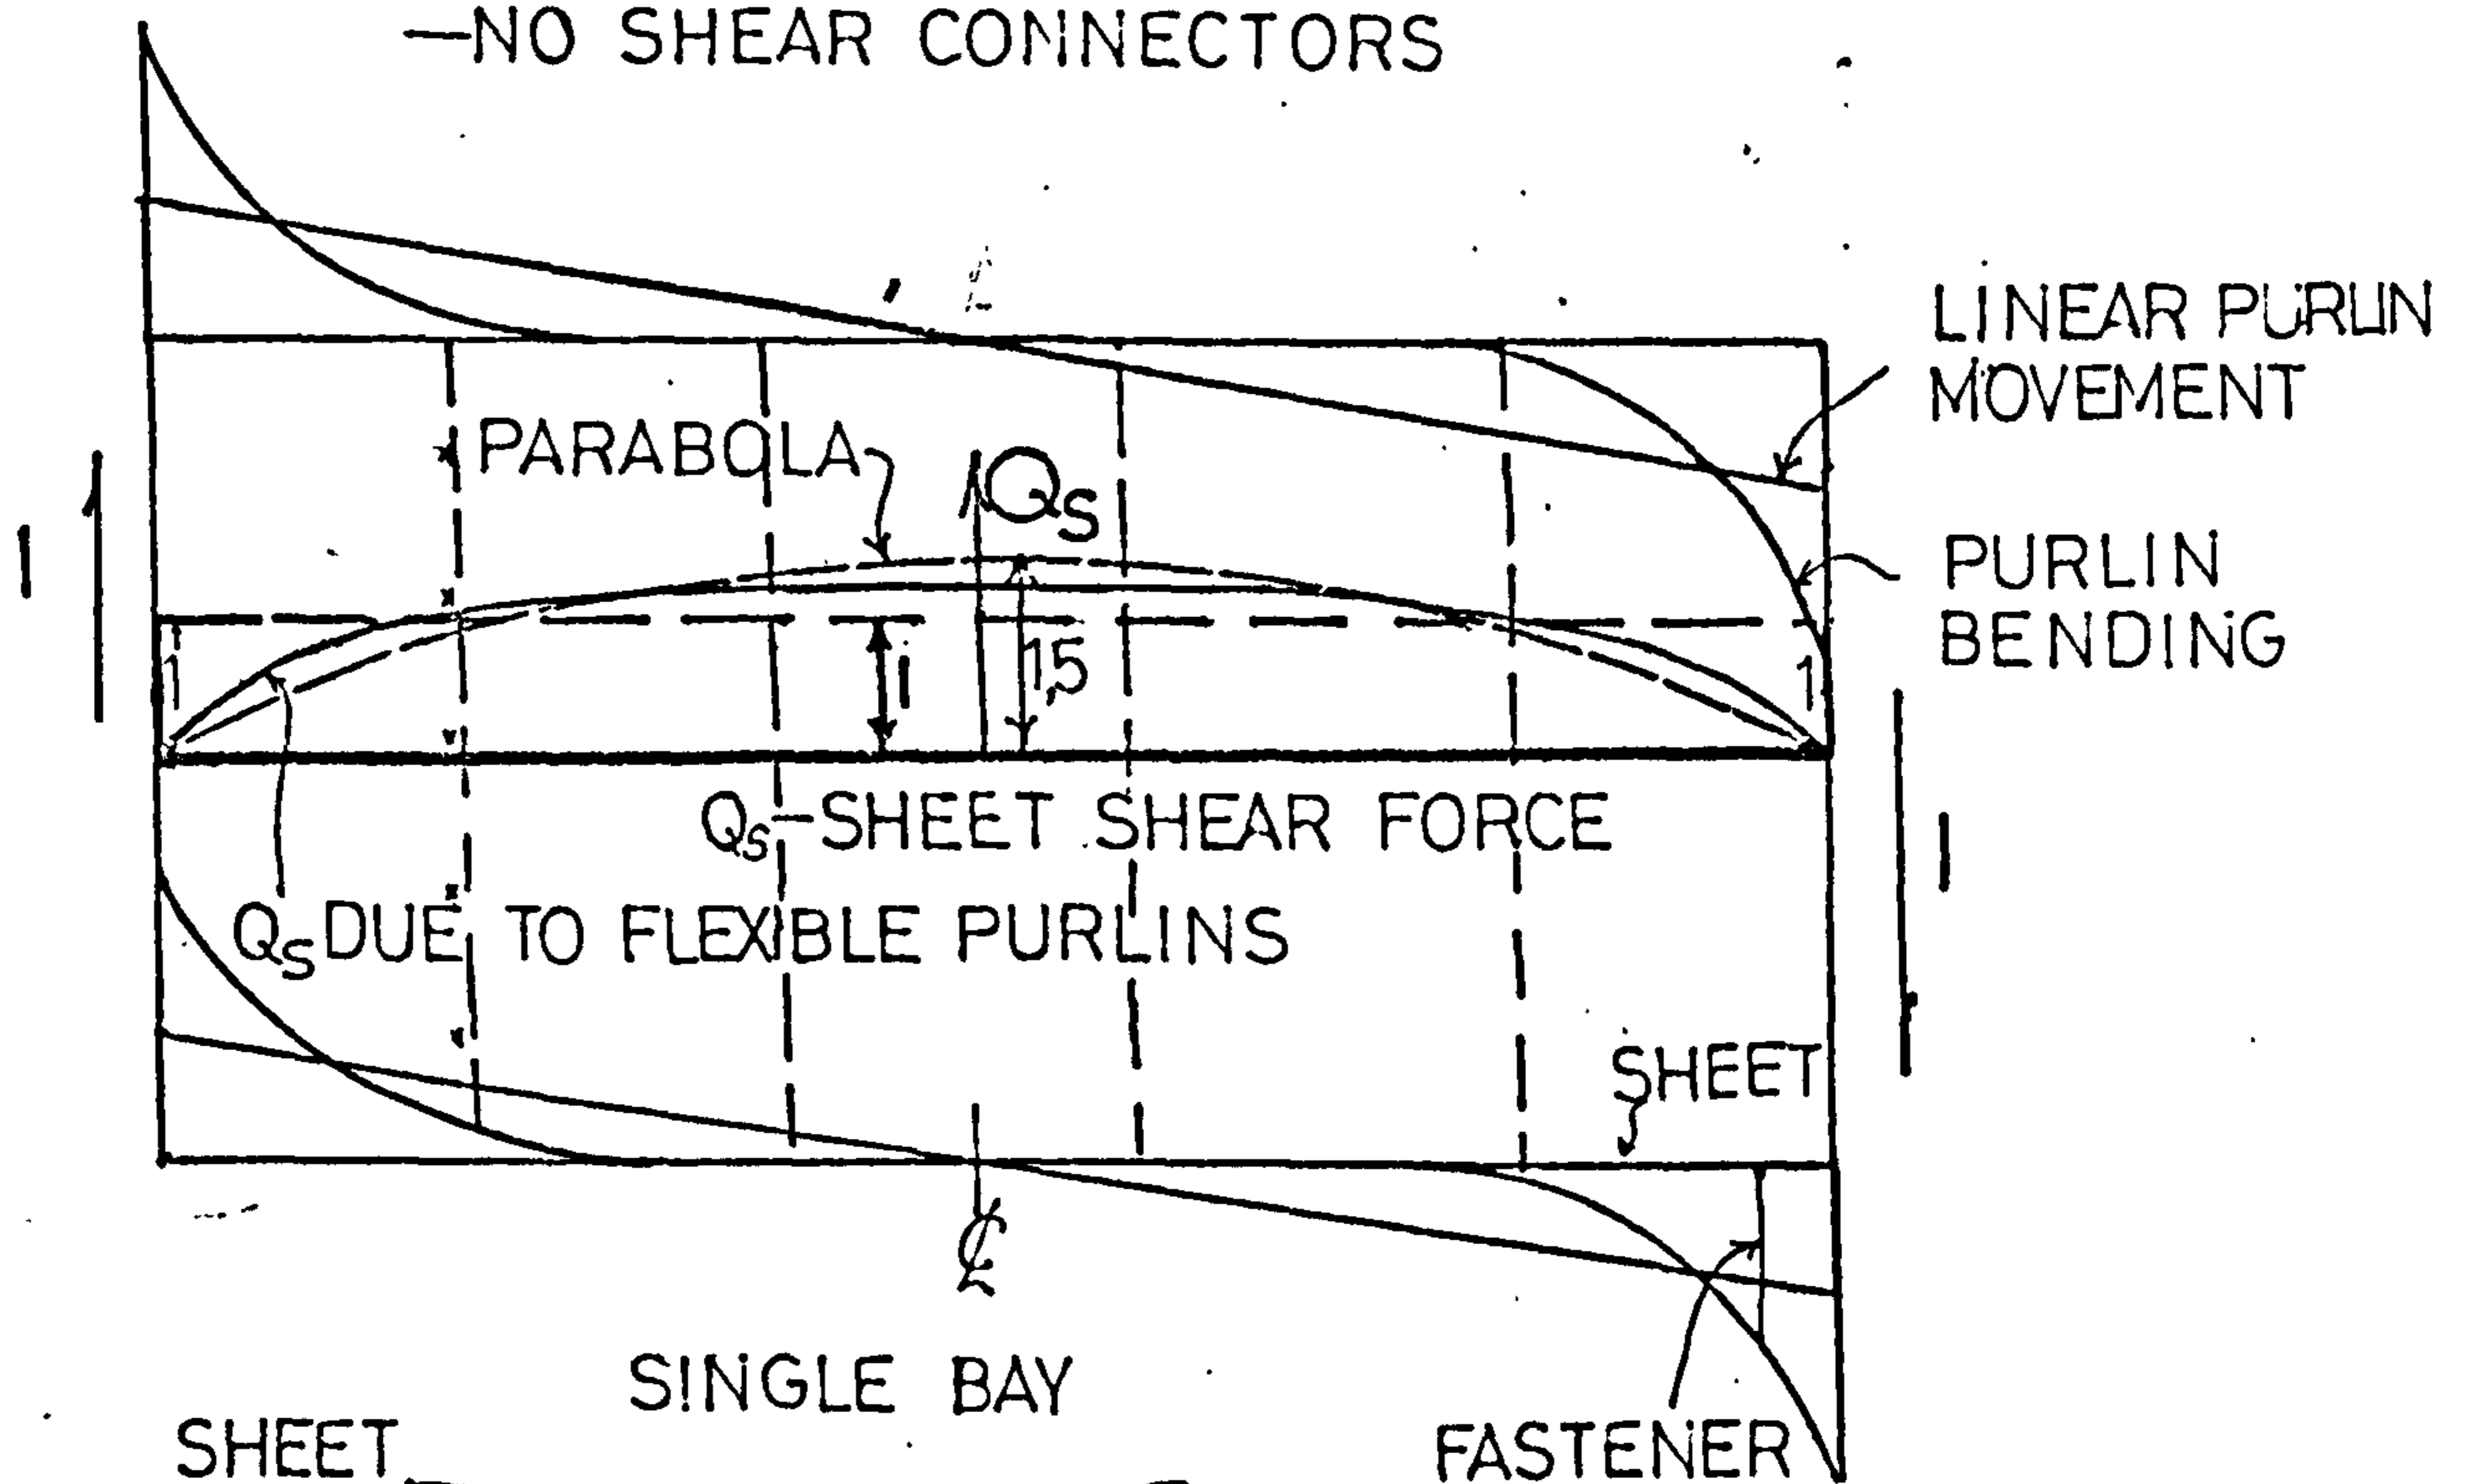 —NO SHEAR CONNECTORS
LINEAR PURLIN
MOVEMENT
PARABOLA
Qs
PURLIN
BENDING
1
1
1
1,5
1
Qs—SHEET SHEAR FORCE
1
Qs DUE TO FLEXIBLE PURLINS
SHEET
℄
SINGLE BAY
SHEET
FASTENER